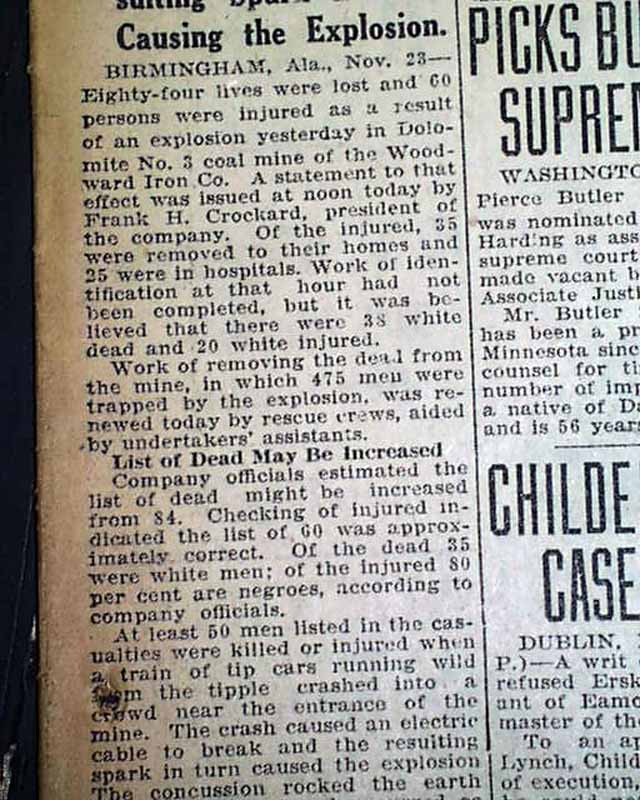 Causing the Explosion.
BIRMINGHAM, Ala., Nov. 23—
Eighty-four lives were lost and 60
persons were injured as a result
of an explosion yesterday in Dolo-
mite No. 3 coal mine of the Wood-
ward Iron Co. A statement to that
effect was issued at noon today by
Frank H. Crockard, president of
the company. Of the injured, 35
were removed to their homes and
25 were in hospitals. Work of iden-
tification at that hour had not
been completed, but it was be-
lieved that there were 38 white
dead and 20 white injured.
Work of removing the dead from
the mine, in which 475 men were
trapped by the explosion, was re-
newed today by rescue crews, aided
by undertakers' assistants.
List of Dead May Be Increased
Company officials estimated the
list of dead might be increased
from 84. Checking of injured in-
dicated the list of 60 was approx-
imately correct. Of the dead 35
were white men; of the injured 80
per cent are negroes, according to
company officials.
At least 50 men listed in the cas-
ualties were killed or injured when
a train of tip cars running wild
from the tipple crashed into a
crowd near the entrance of the
mine. The crash caused an electric
cable to break and the resulting
spark in turn caused the explosion
The concussion rocked the earth
PICKS BU
SUPREM
WASHINGTO
Pierce Butler
was nominated
Harding as ass
supreme court
made vacant b
Associate Justi
Mr. Butler
has been a pr
Minnesota sinc
counsel for th
number of imp
a native of Da
and is 56 years
CHILDE
CASE
DUBLIN,
P.)—A writ
refused Ersk
ant of Eamo
master of the
To an ap
Lynch, Child
of execution